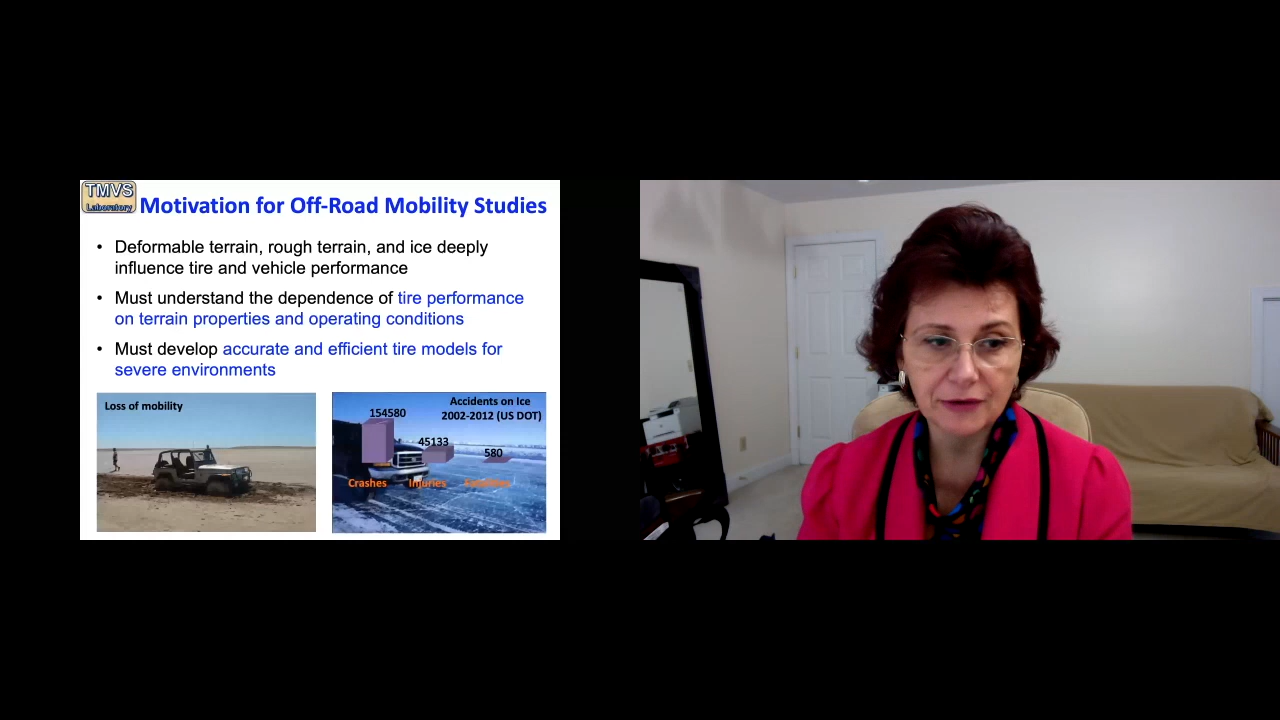 TMVS
Laboratory
Motivation for Off-Road Mobility Studies
• Deformable terrain, rough terrain, and ice deeply
influence tire and vehicle performance
• Must understand the dependence of tire performance
on terrain properties and operating conditions
• Must develop accurate and efficient tire models for
severe environments
Loss of mobility
Accidents on Ice
2002-2012 (US DOT)
154580
45133
580
Crashes
Injuries